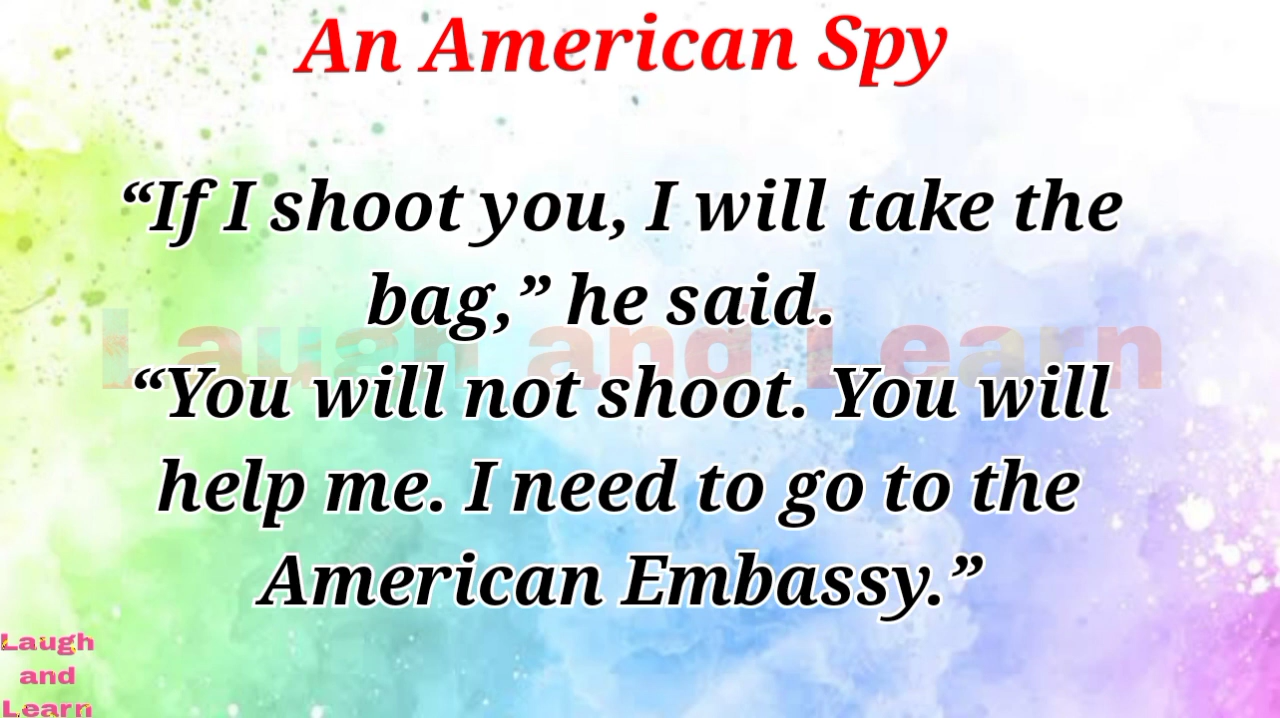 An American Spy
“If I shoot you, I will take the
bag,” he said.
Laugh and Learn
“You will not shoot. You will
help me. I need to go to the
American Embassy.”
Laugh
and
Learn